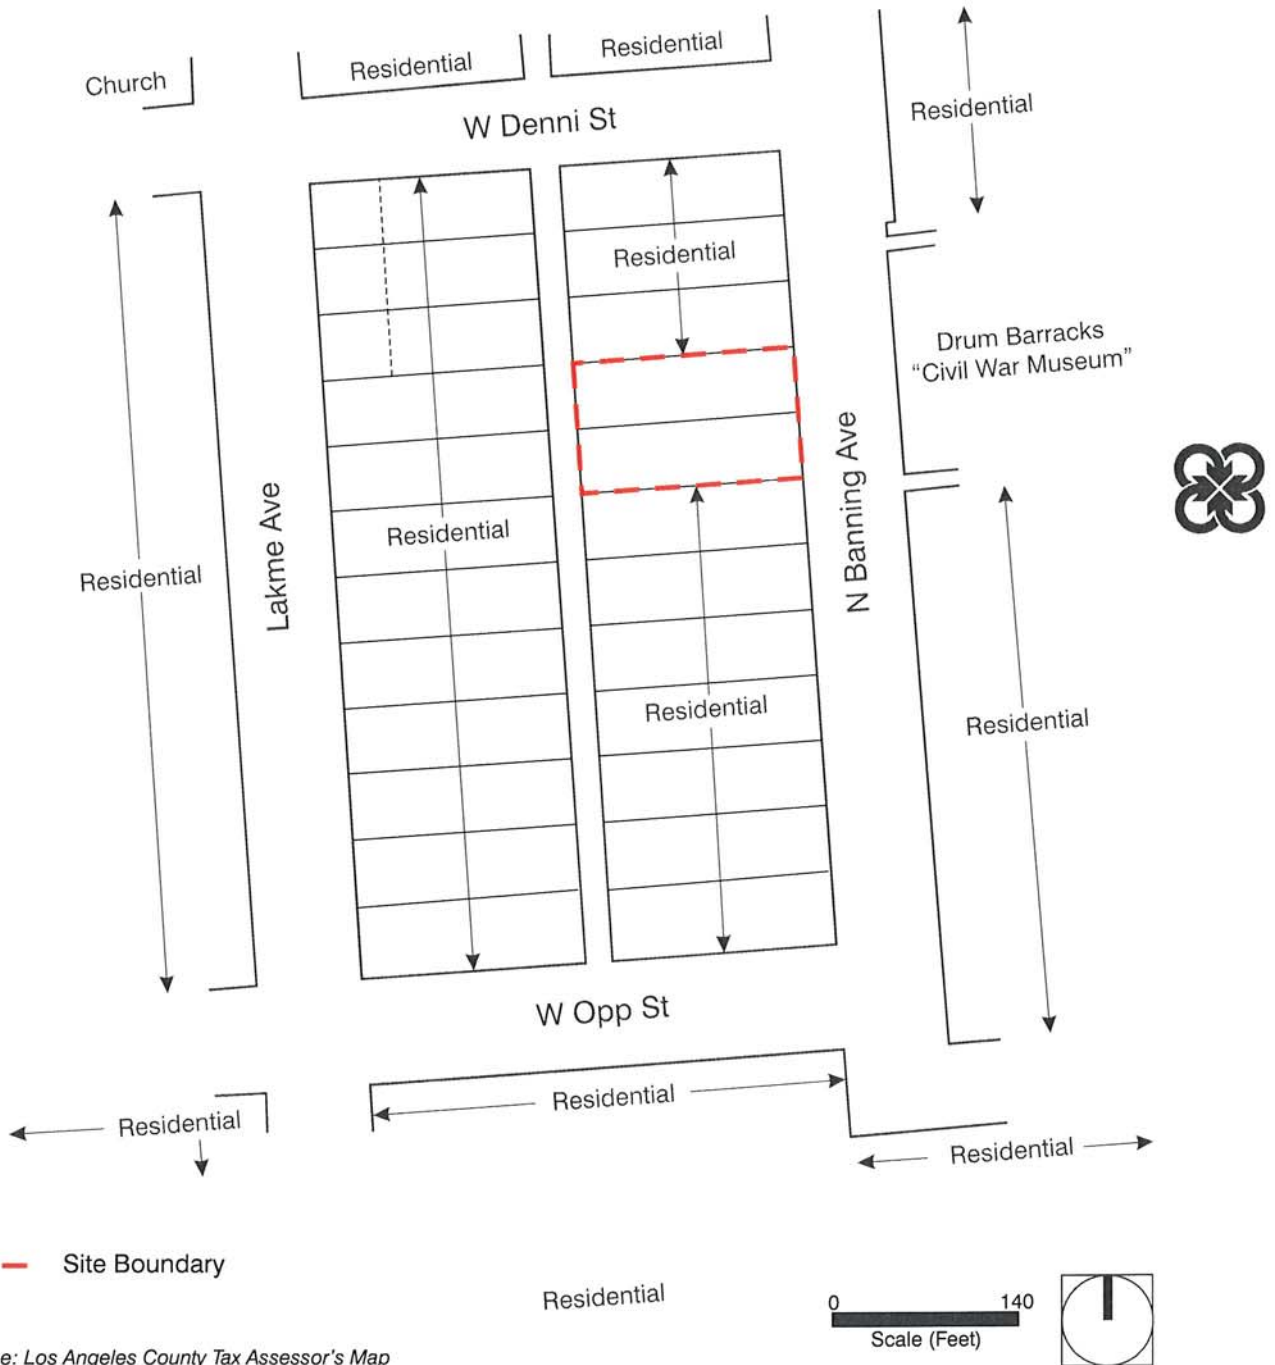 Church
Residential
Residential
W Denni St
Residential
Residential
Drum Barracks
“Civil War Museum”
Lakme Ave
N Banning Ave
Residential
Residential
Residential
Residential
W Opp St
Residential
Residential
Residential
Site Boundary
Residential
0 140
Scale (Feet)
e: Los Angeles County Tax Assessor's Map